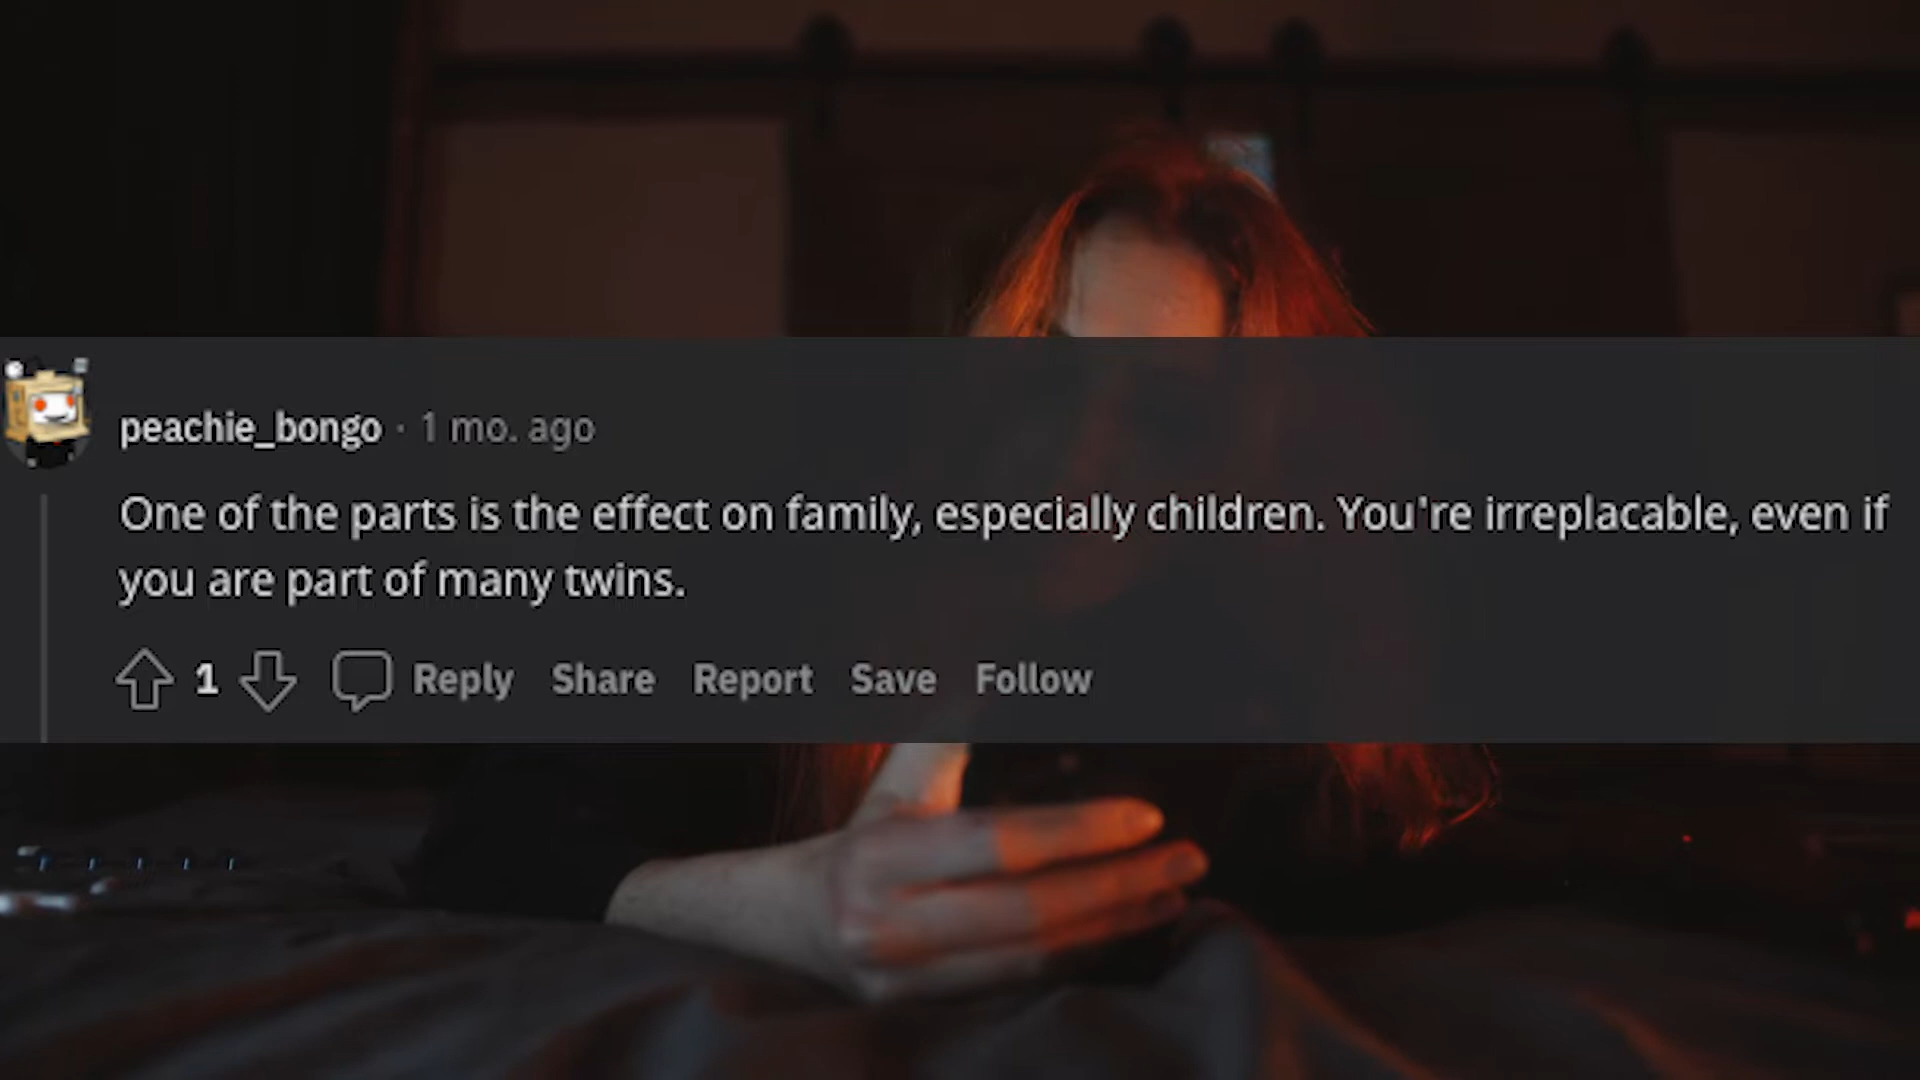 peachie_bongo · 1 mo. ago
One of the parts is the effect on family, especially children. You're irreplacable, even if
you are part of many twins.
1 Reply Share Report Save Follow